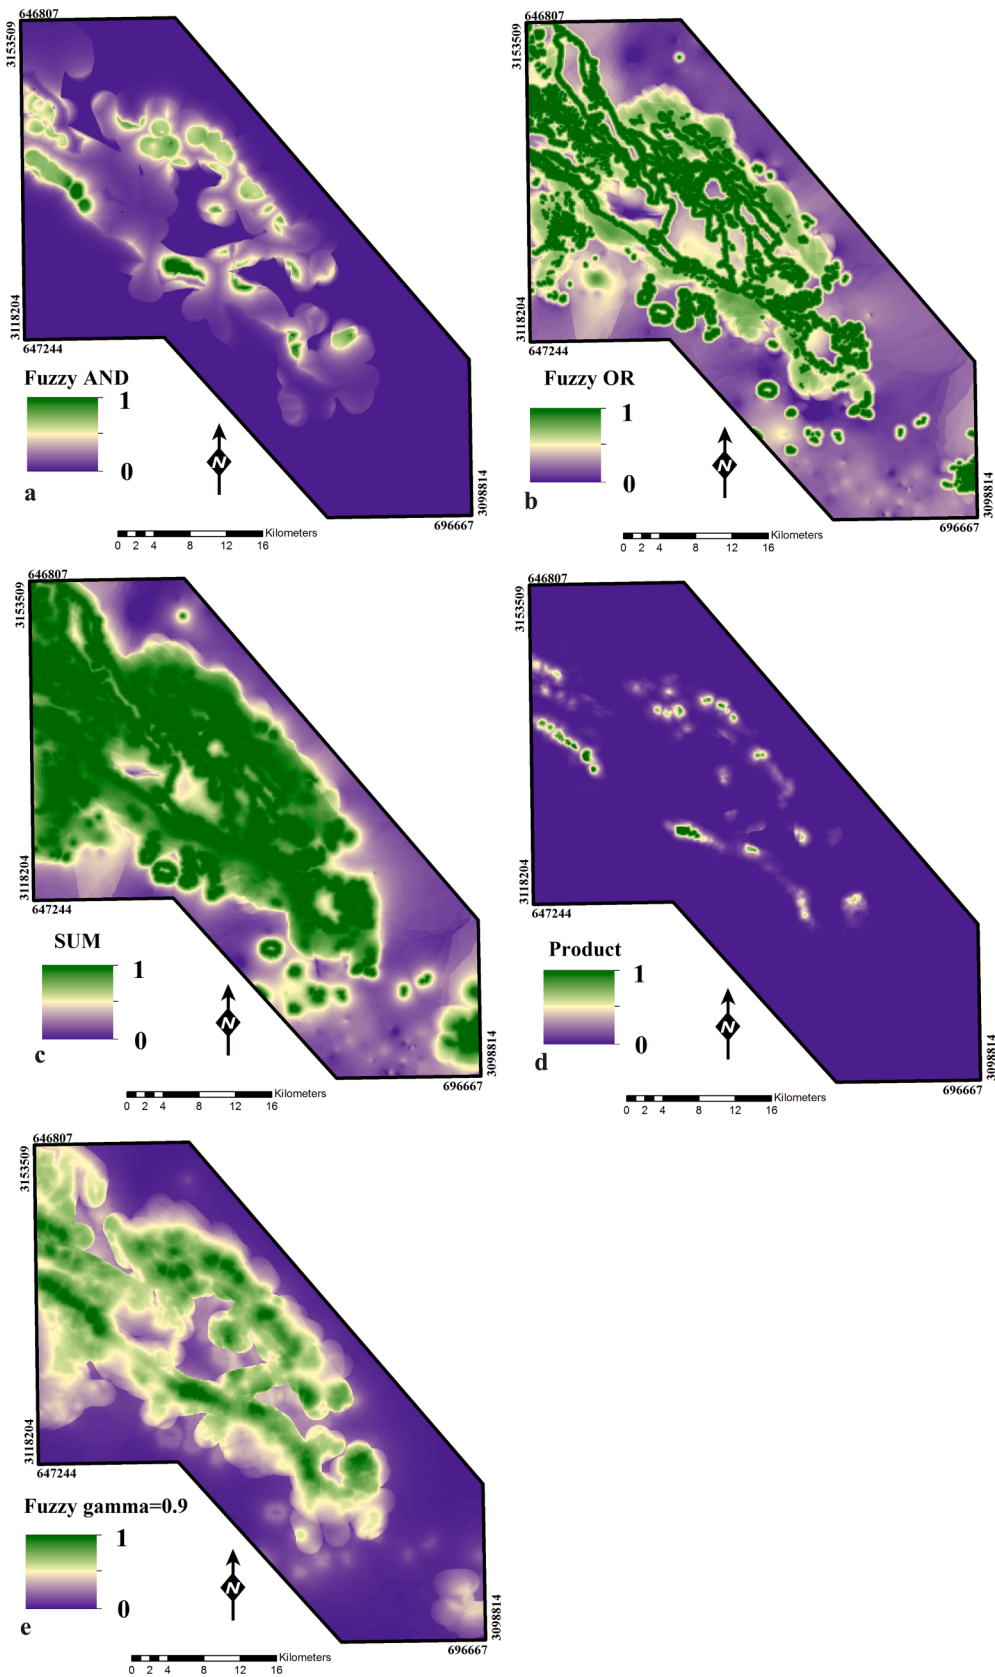 646807
3153509
3118204
647244
Fuzzy AND
1
0
N
a
3098814
696667
Kilometers
0 2 4 8 12 16
646807
3153509
3118204
647244
Fuzzy OR
1
0
N
b
3098814
696667
Kilometers
0 2 4 8 12 16
646807
3153509
3118204
647244
SUM
1
0
N
c
3098814
696667
Kilometers
0 2 4 8 12 16
646807
3153509
3118204
647244
Product
1
0
N
d
3098814
696667
Kilometers
0 2 4 8 12 16
646807
3153509
3118204
647244
Fuzzy gamma=0.9
1
0
N
e
3098814
696667
Kilometers
0 2 4 8 12 16